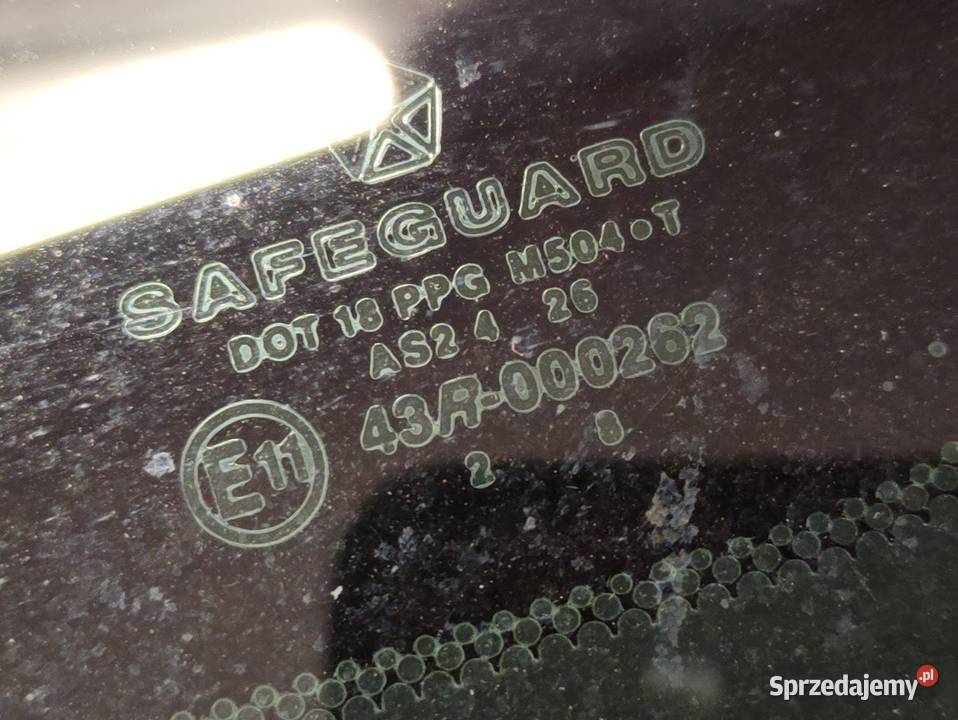 SAFEGUARD
DOT 18 PPG M504•T
AS2 4 26
E11 43R-000262
2 8
Sprzedajemy.pl